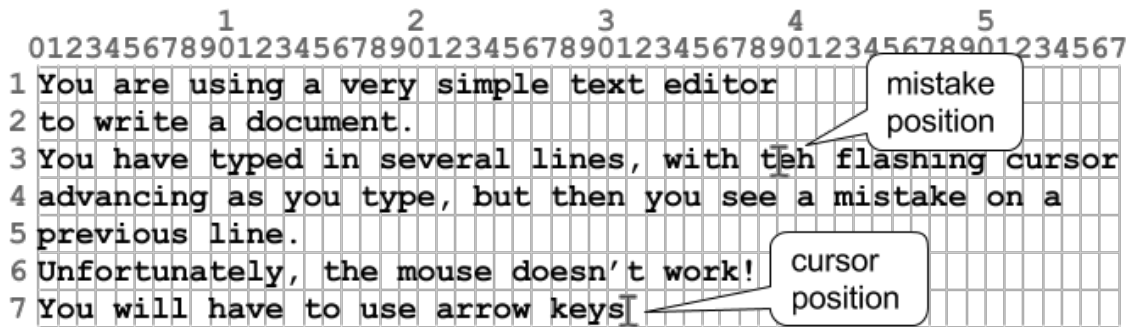 1 2 3 4 5
0123456789012345678901234567890123456789012345678901234567
1 You are using a very simple text editor
mistake position
2 to write a document.
3 You have typed in several lines, with teh flashing cursor
4 advancing as you type, but then you see a mistake on a
5 previous line.
6 Unfortunately, the mouse doesn't work!
cursor position
7 You will have to use arrow keys